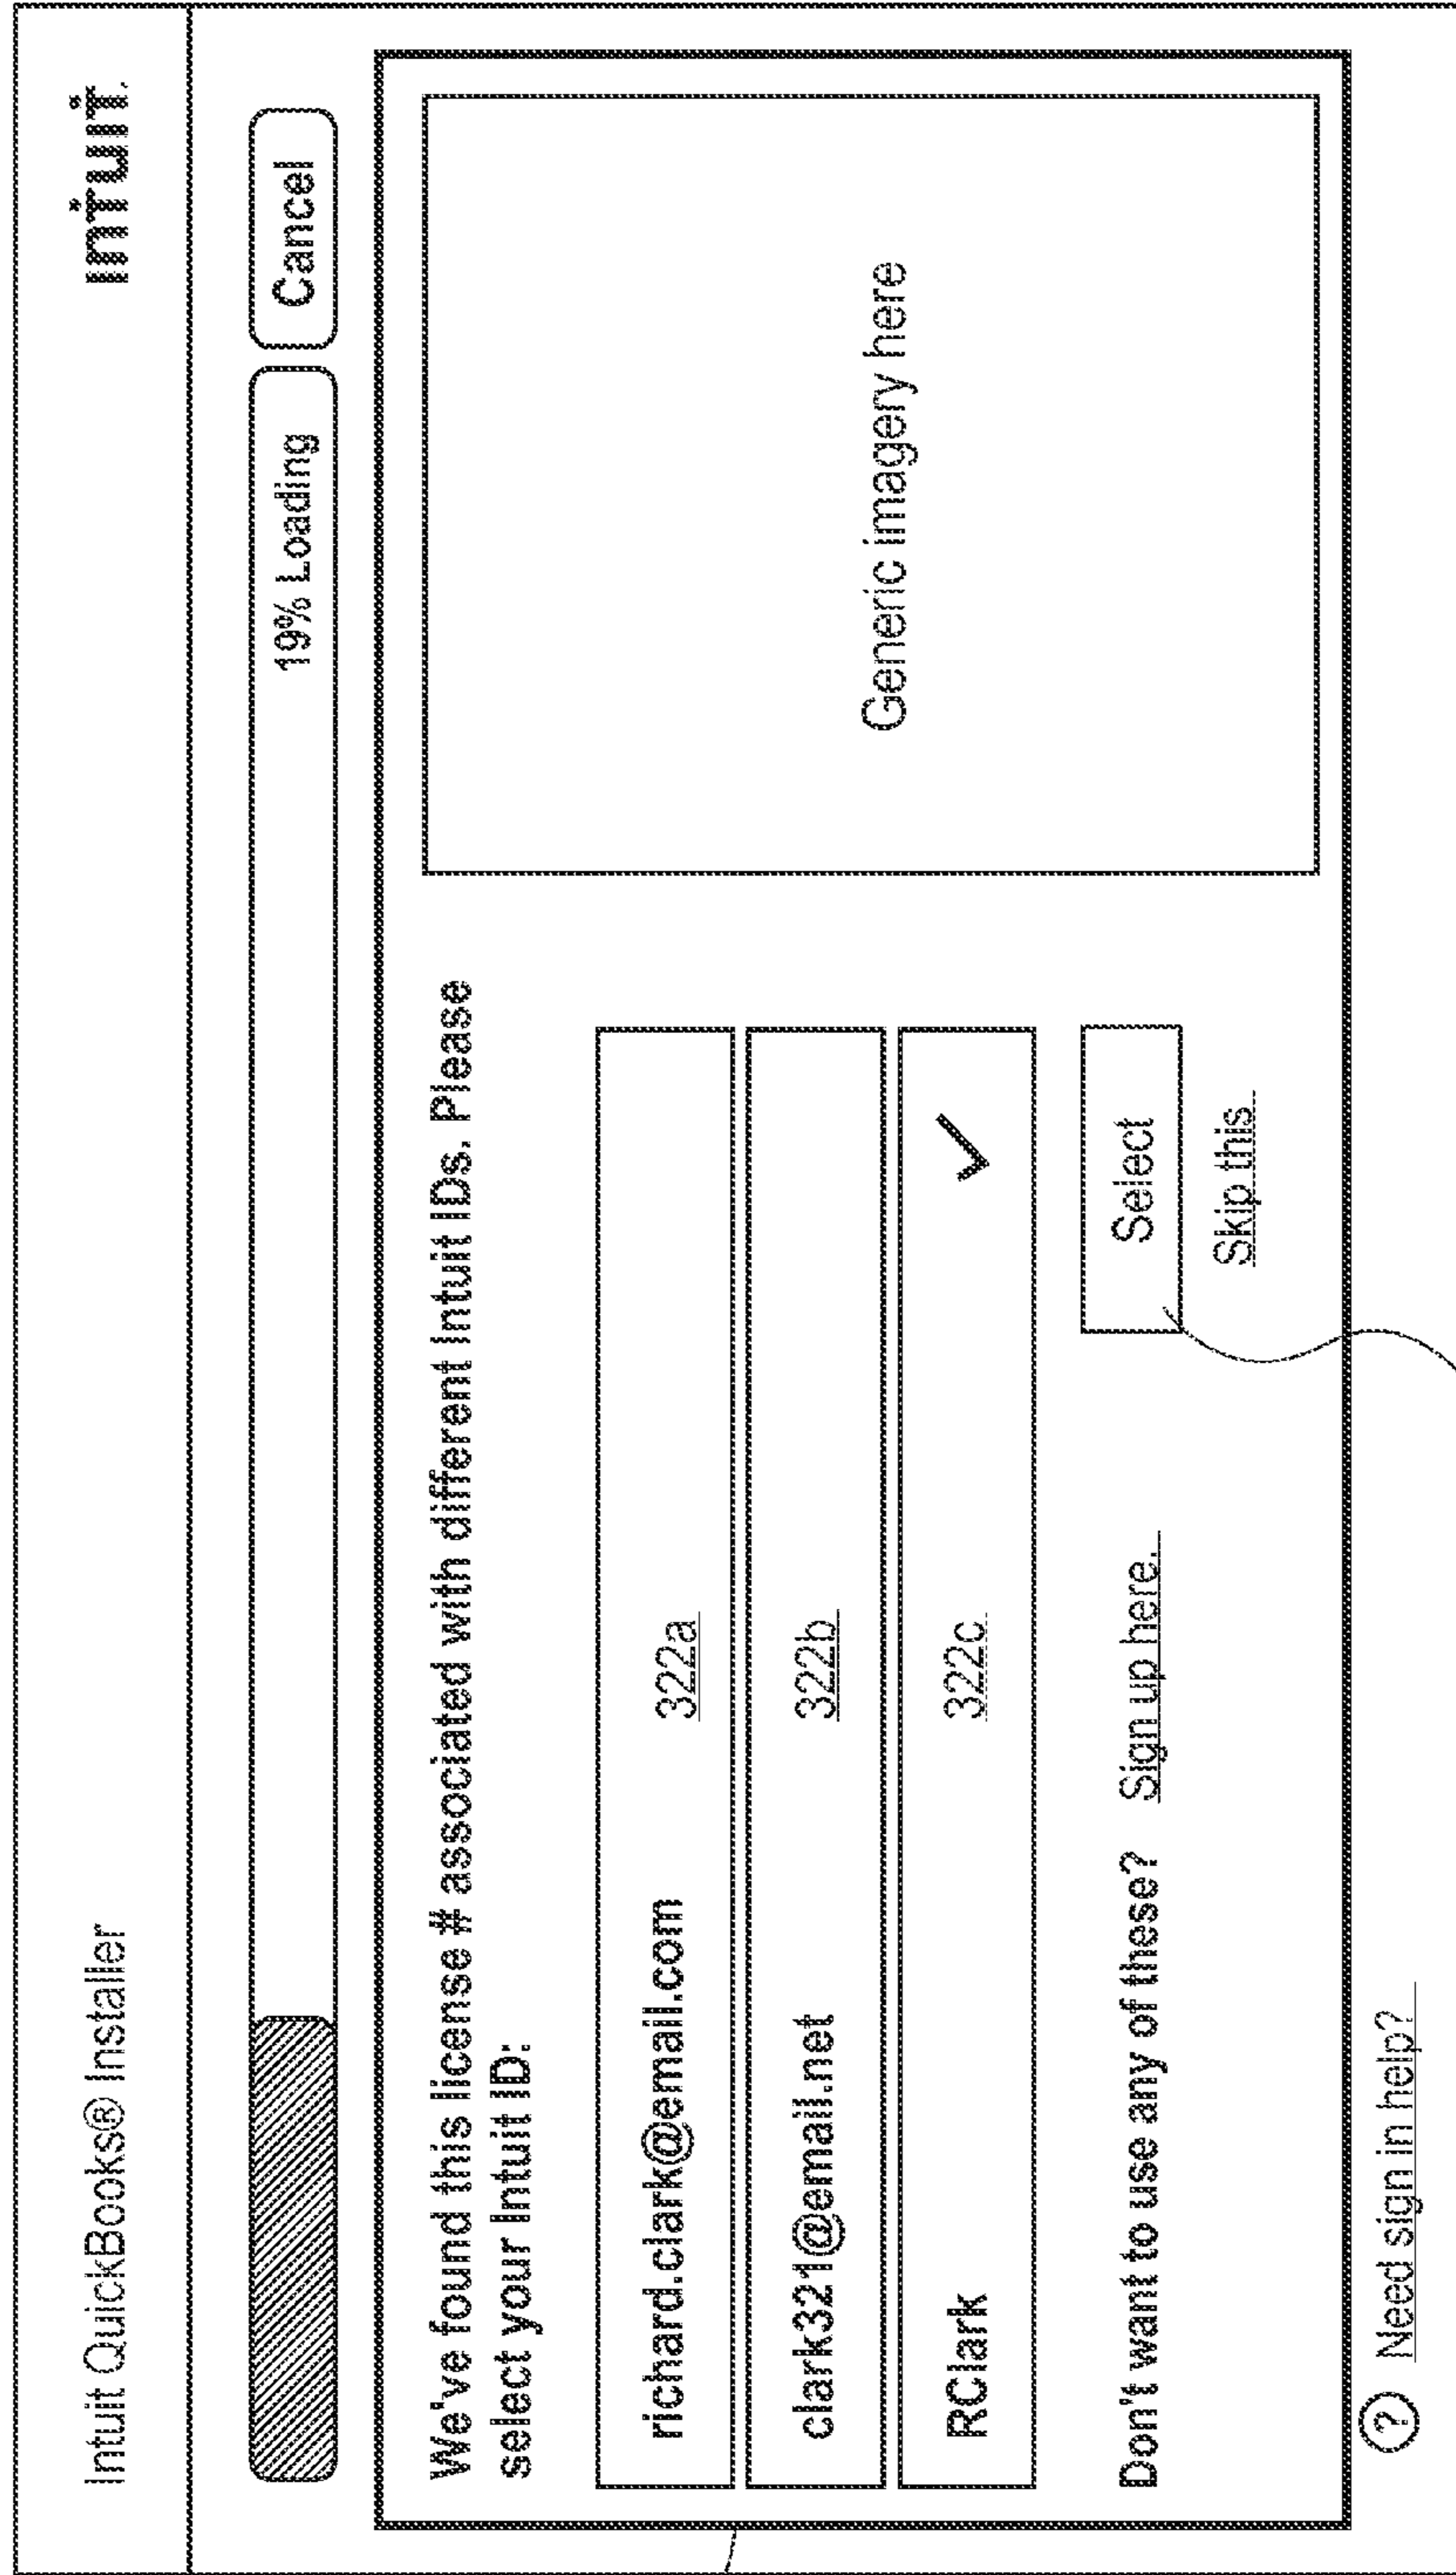 Intuit QuickBooks® Installer
intuit.
19% Loading
Cancel
We've found this license # associated with different Intuit IDs. Please
select your Intuit ID:
richard.clark@email.com 322a
clark321@email.net 322b
RClark 322c
Generic imagery here
Don't want to use any of these? Sign up here.
Select
Skip this
? Need sign in help?